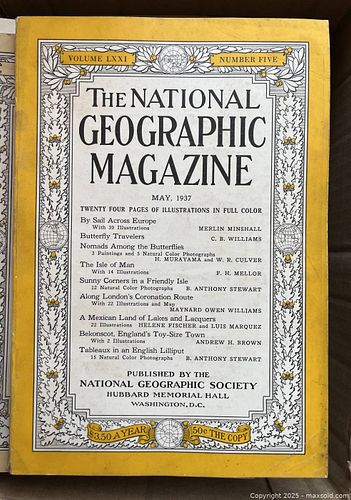 VOLUME LXXI
NUMBER FIVE
THE NATIONAL
GEOGRAPHIC
MAGAZINE
MAY, 1937
TWENTY FOUR PAGES OF ILLUSTRATIONS IN FULL COLOR
By Sail Across Europe
With 39 Illustrations MERLIN MINSHALL
Butterfly Travelers C. B. WILLIAMS
Nomads Among the Butterflies
3 Paintings and 5 Natural Color Photographs
H. MURAYAMA and W. R. CULVER
The Isle of Man
With 14 Illustrations F. H. MELLOR
Sunny Corners in a Friendly Isle
12 Natural Color Photographs B. ANTHONY STEWART
Along London's Coronation Route
With 22 Illustrations and Map
MAYNARD OWEN WILLIAMS
A Mexican Land of Lakes and Lacquers
22 Illustrations HELENE FISCHER and LUIS MARQUEZ
Bekonscot, England's Toy-Size Town
With 2 Illustrations ANDREW H. BROWN
Tableaux in an English Lilliput
15 Natural Color Photographs B. ANTHONY STEWART
PUBLISHED BY THE
NATIONAL GEOGRAPHIC SOCIETY
HUBBARD MEMORIAL HALL
WASHINGTON, D.C.
$3.50 A YEAR
50c THE COPY
Copyright © 2025 - maxsold.com